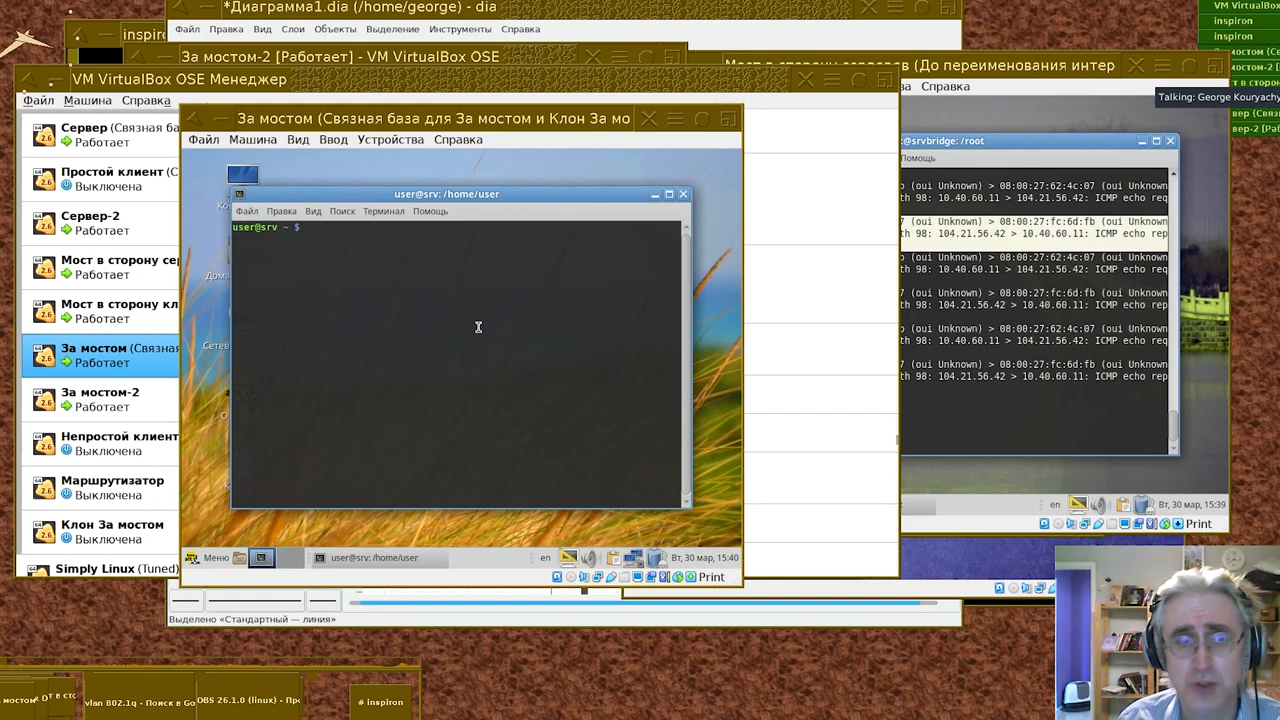 *Диаграмма1.dia (/home/george) - dia
Файл Правка Вид Слои Объекты Выделение Инструменты Справка
VM VirtualBo
inspiron
inspiron
inspir
За мостом-2 [Работает] - VM VirtualBox OSE
Мост в сторону серверов (До переименования интер
Справка
Talking: George Kouryachy
VM VirtualBox OSE Менеджер
Файл Машина Справка
Сервер (Связная ба
Работает
Простой клиент (С
Выключена
Сервер-2
Работает
Мост в сторону сер
Работает
Мост в сторону кл
Работает
За мостом (Связная
Работает
За мостом-2
Работает
Непростой клиент
Выключена
Маршрутизатор
Выключена
Клон За мостом
Выключена
Simply Linux (Tuned)
За мостом (Связная база для За мостом и Клон За мо
Файл Машина Вид Ввод Устройства Справка
user@srv: /home/user
Файл Правка Вид Поиск Терминал Помощь
user@srv ~ $
Меню
user@srv: /home/user
en
Вт, 30 мар, 15:40
Print
@srvbridge: /root
Помощь
(oui Unknown) > 08:00:27:62:4c:07 (oui Unknown
th 98: 10.40.60.11 > 104.21.56.42: ICMP echo req
(oui Unknown) > 08:00:27:fc:6d:fb (oui Unknown
th 98: 104.21.56.42 > 10.40.60.11: ICMP echo rep
(oui Unknown) > 08:00:27:62:4c:07 (oui Unknown
th 98: 10.40.60.11 > 104.21.56.42: ICMP echo req
(oui Unknown) > 08:00:27:fc:6d:fb (oui Unknown
th 98: 104.21.56.42 > 10.40.60.11: ICMP echo rep
(oui Unknown) > 08:00:27:62:4c:07 (oui Unknown
th 98: 10.40.60.11 > 104.21.56.42: ICMP echo req
(oui Unknown) > 08:00:27:fc:6d:fb (oui Unknown
th 98: 104.21.56.42 > 10.40.60.11: ICMP echo rep
en
Вт, 30 мар, 15:39
Print
Выделено «Стандартный — линия»
vlan 802.1q - Поиск в Go
OBS 26.1.0 (linux) - Пр
# inspiron